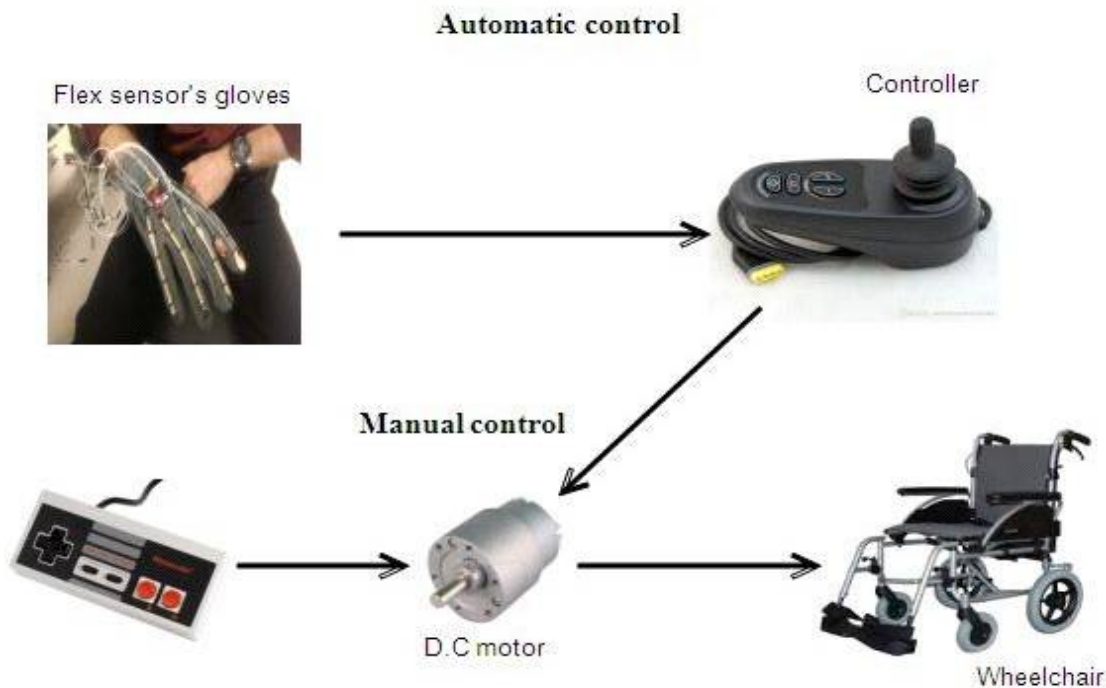 Automatic control
Flex sensor's gloves
Controller
Manual control
D.C motor
Wheelchair